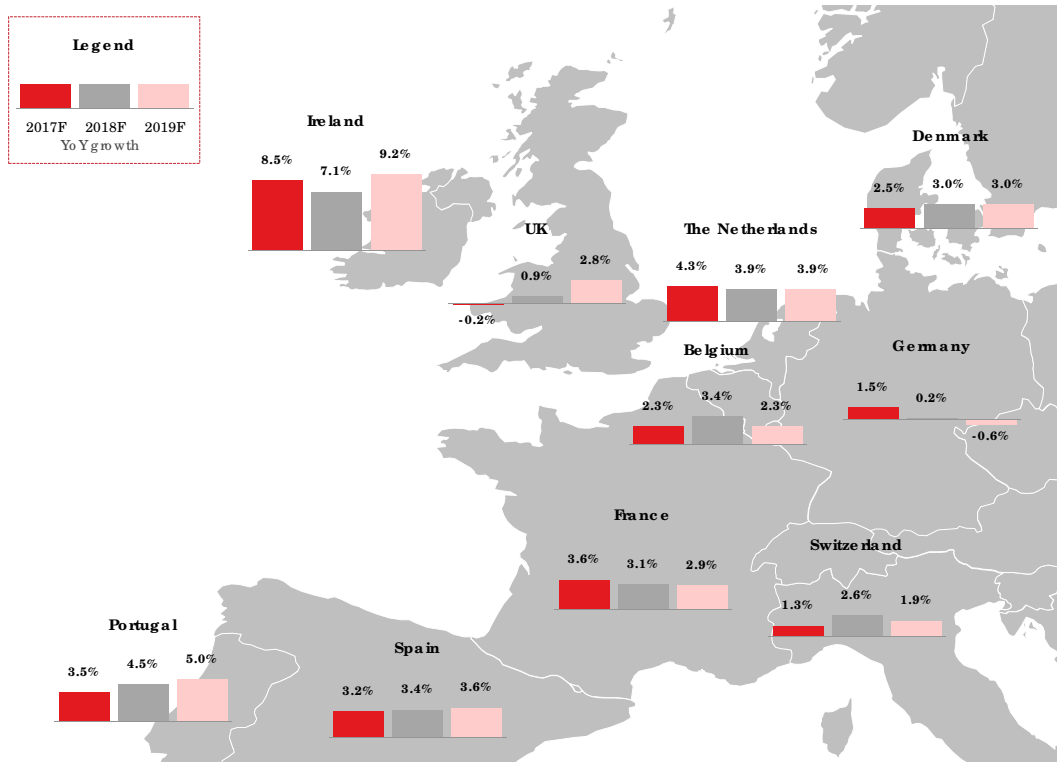 Legend
2017F 2018F 2019F
YoY growth
Ireland
8.5% 7.1% 9.2%
Denmark
2.5% 3.0% 3.0%
UK
-0.2% 0.9% 2.8%
The Netherlands
4.3% 3.9% 3.9%
Belgium
2.3% 3.4% 2.3%
Germany
1.5% 0.2% -0.6%
France
3.6% 3.1% 2.9%
Switzerland
1.3% 2.6% 1.9%
Portugal
3.5% 4.5% 5.0%
Spain
3.2% 3.4% 3.6%